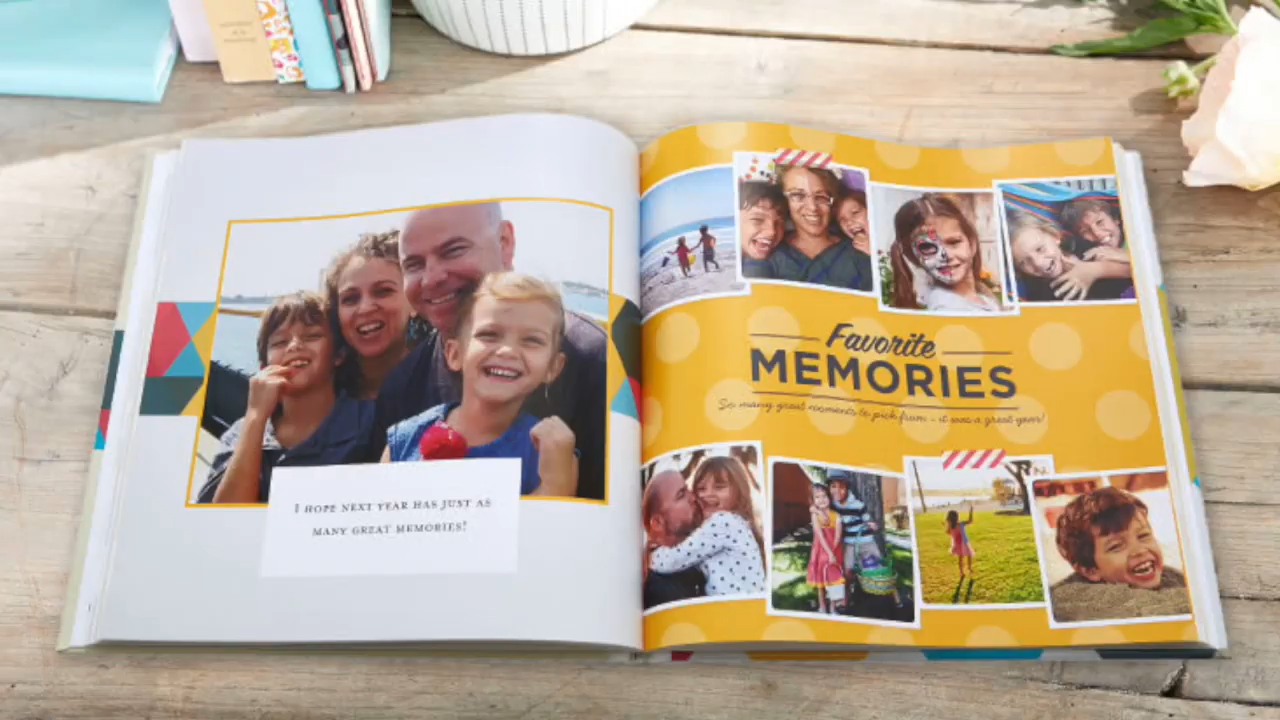 I HOPE NEXT YEAR HAS JUST AS
MANY GREAT MEMORIES!
Favorite
MEMORIES
So many great moments to pick from - it was a great year!